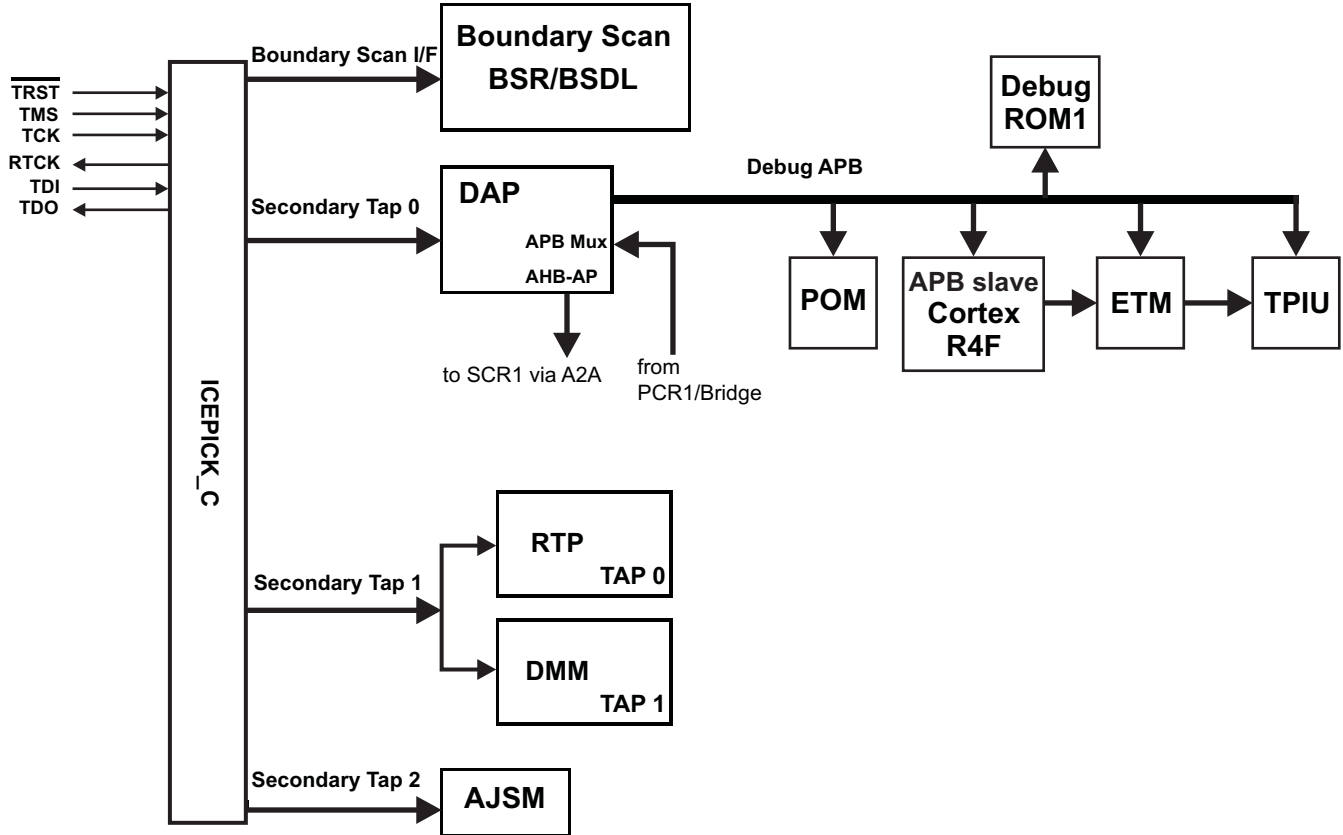 Boundary Scan I/F
Boundary Scan
BSR/BSDL
TRST
TMS
TCK
RTCK
TDI
TDO
ICEPICK_C
Secondary Tap 0
DAP
APB Mux
AHB-AP
to SCR1 via A2A
from
PCR1/Bridge
Debug APB
Debug
ROM1
POM
APB slave
Cortex
R4F
ETM
TPIU
Secondary Tap 1
RTP
TAP 0
DMM
TAP 1
Secondary Tap 2
AJSM